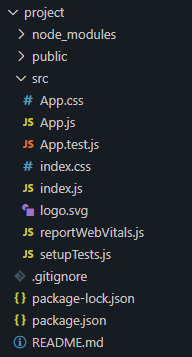 project
node_modules
public
src
# App.css
JS App.js
JS App.test.js
# index.css
JS index.js
logo.svg
JS reportWebVitals.js
JS setupTests.js
.gitignore
{} package-lock.json
{} package.json
README.md